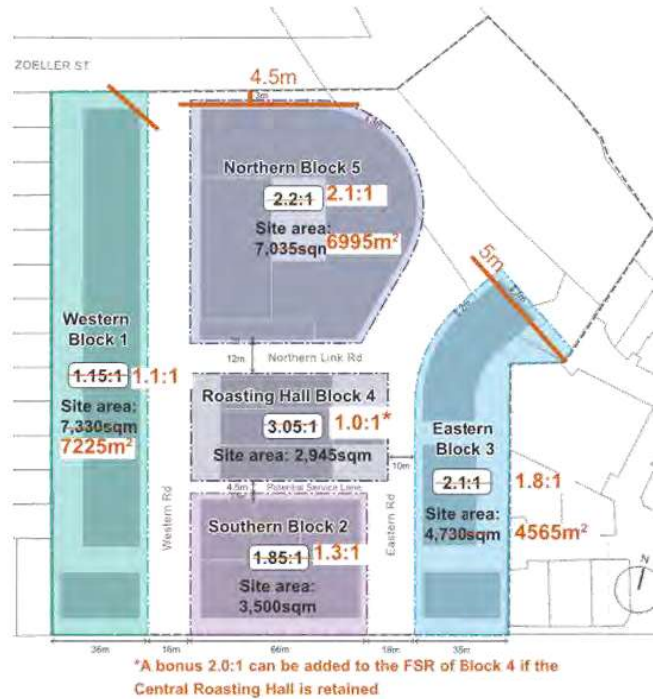 ZOELLER ST
4.5m
3m
Northern Block 5
2.2:1 2.1:1
Site area:
7,035sqn 6995m²
5m
1.2m
Western
Block 1
1.15:1 1.1:1
Site area:
7,330sqm
7225m²
12m
Northern Link Rd
Roasting Hall Block 4
3.05:1 1.0:1*
Site area: 2,945sqm
10m
4.5m
Potential Service Lane
Eastern
Block 3
2.1:1 1.8:1
Site area:
4,730sqm 4565m²
Western Rd
Eastern Rd
Southern Block 2
1.85:1 1.3:1
Site area:
3,500sqm
N
36m 16m 66m 18m 35m
*A bonus 2.0:1 can be added to the FSR of Block 4 if the
Central Roasting Hall is retained